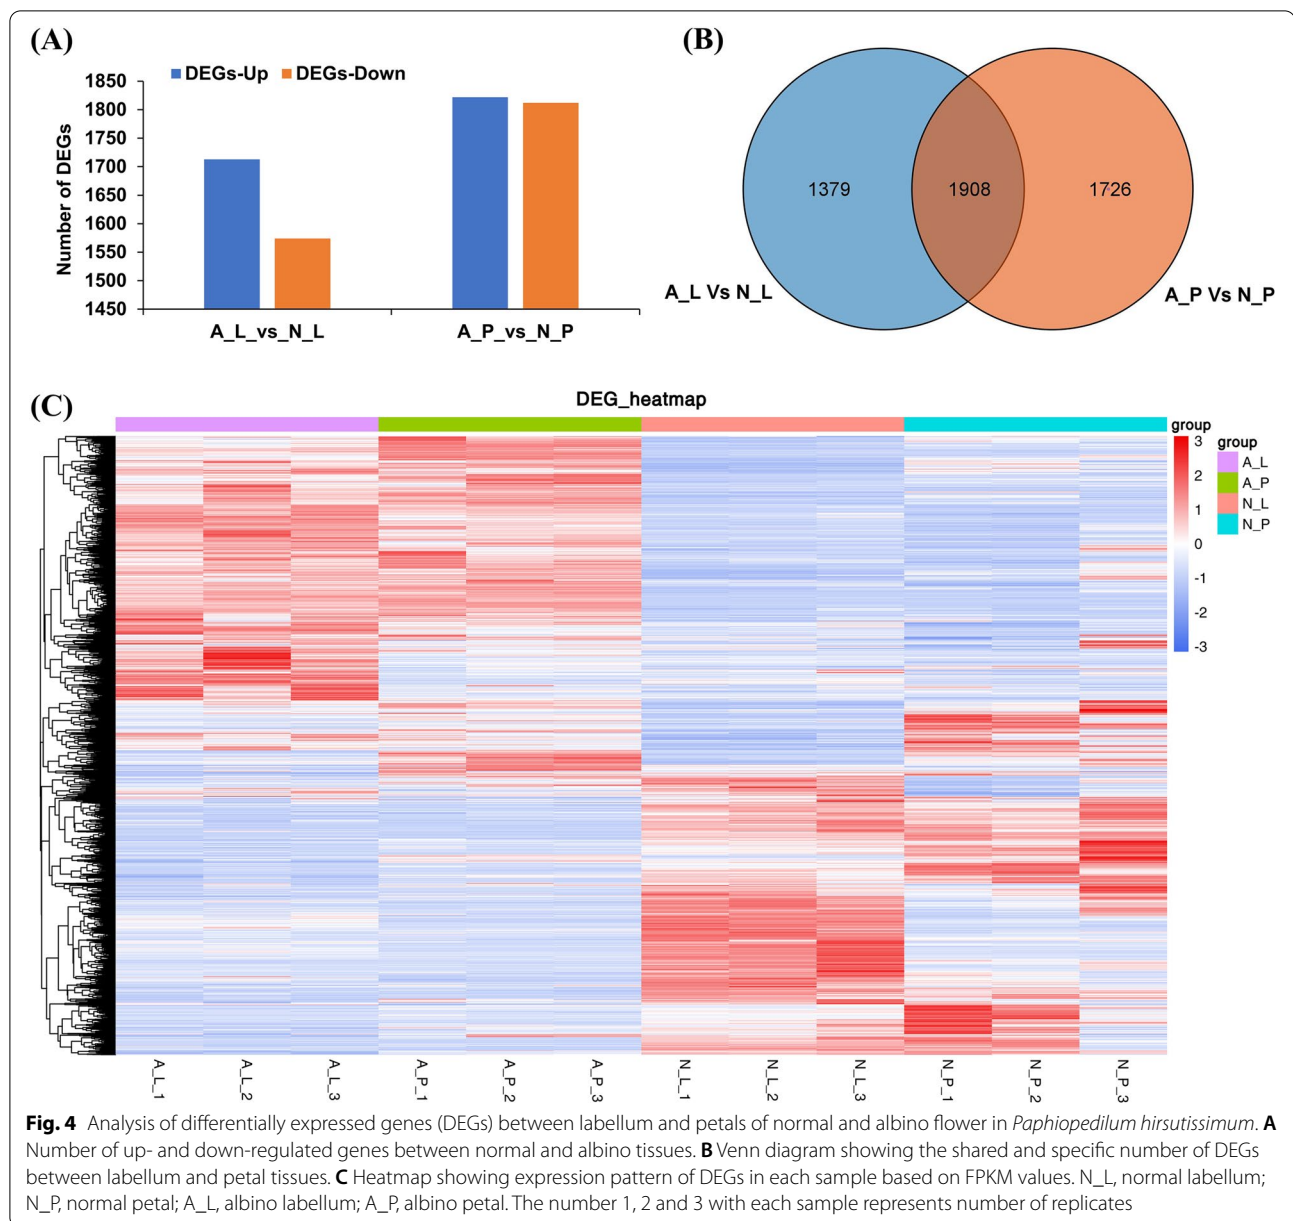 (A)
DEGs-Up DEGs-Down
Number of DEGs
1850
1800
1750
1700
1650
1600
1550
1500
1450
A_L_vs_N_L A_P_vs_N_P
(B)
1379 1908 1726
A_L Vs N_L
A_P Vs N_P
(C)
DEG_heatmap
group
3
2
1
0
-1
-2
-3
group
A_L
A_P
N_L
N_P
A_L_1 A_L_2 A_L_3 A_P_1 A_P_2 A_P_3 N_L_1 N_L_2 N_L_3 N_P_1 N_P_2 N_P_3
Fig. 4 Analysis of differentially expressed genes (DEGs) between labellum and petals of normal and albino flower in Paphiopedilum hirsutissimum. A
Number of up- and down-regulated genes between normal and albino tissues. B Venn diagram showing the shared and specific number of DEGs
between labellum and petal tissues. C Heatmap showing expression pattern of DEGs in each sample based on FPKM values. N_L, normal labellum;
N_P, normal petal; A_L, albino labellum; A_P, albino petal. The number 1, 2 and 3 with each sample represents number of replicates